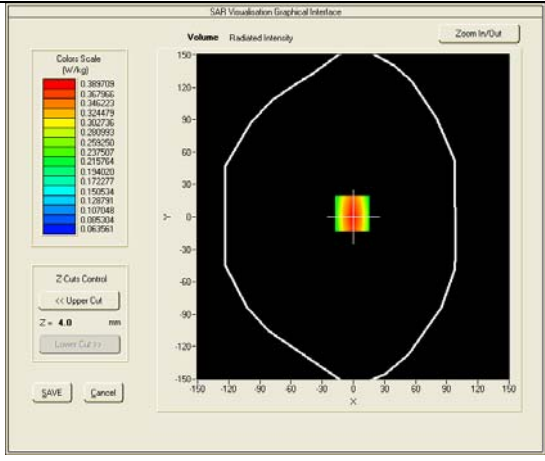 SAR Visualisation Graphical Interface
Volume Radiated Intensity
Zoom In/Out
Colors Scale
(W/kg)
0.389709
0.367966
0.346223
0.324479
0.302736
0.280993
0.259250
0.237507
0.215764
0.194020
0.172277
0.150534
0.128791
0.107048
0.085304
0.063561
150
90
60
30
0
-30
-60
-90
-120
-150
Y
-150 -120 -90 -60 -30 0 30 60 90 120 150
X
Z Cuts Control
<< Upper Cut
Z = 4.0 mm
Lower Cut >>
SAVE Cancel